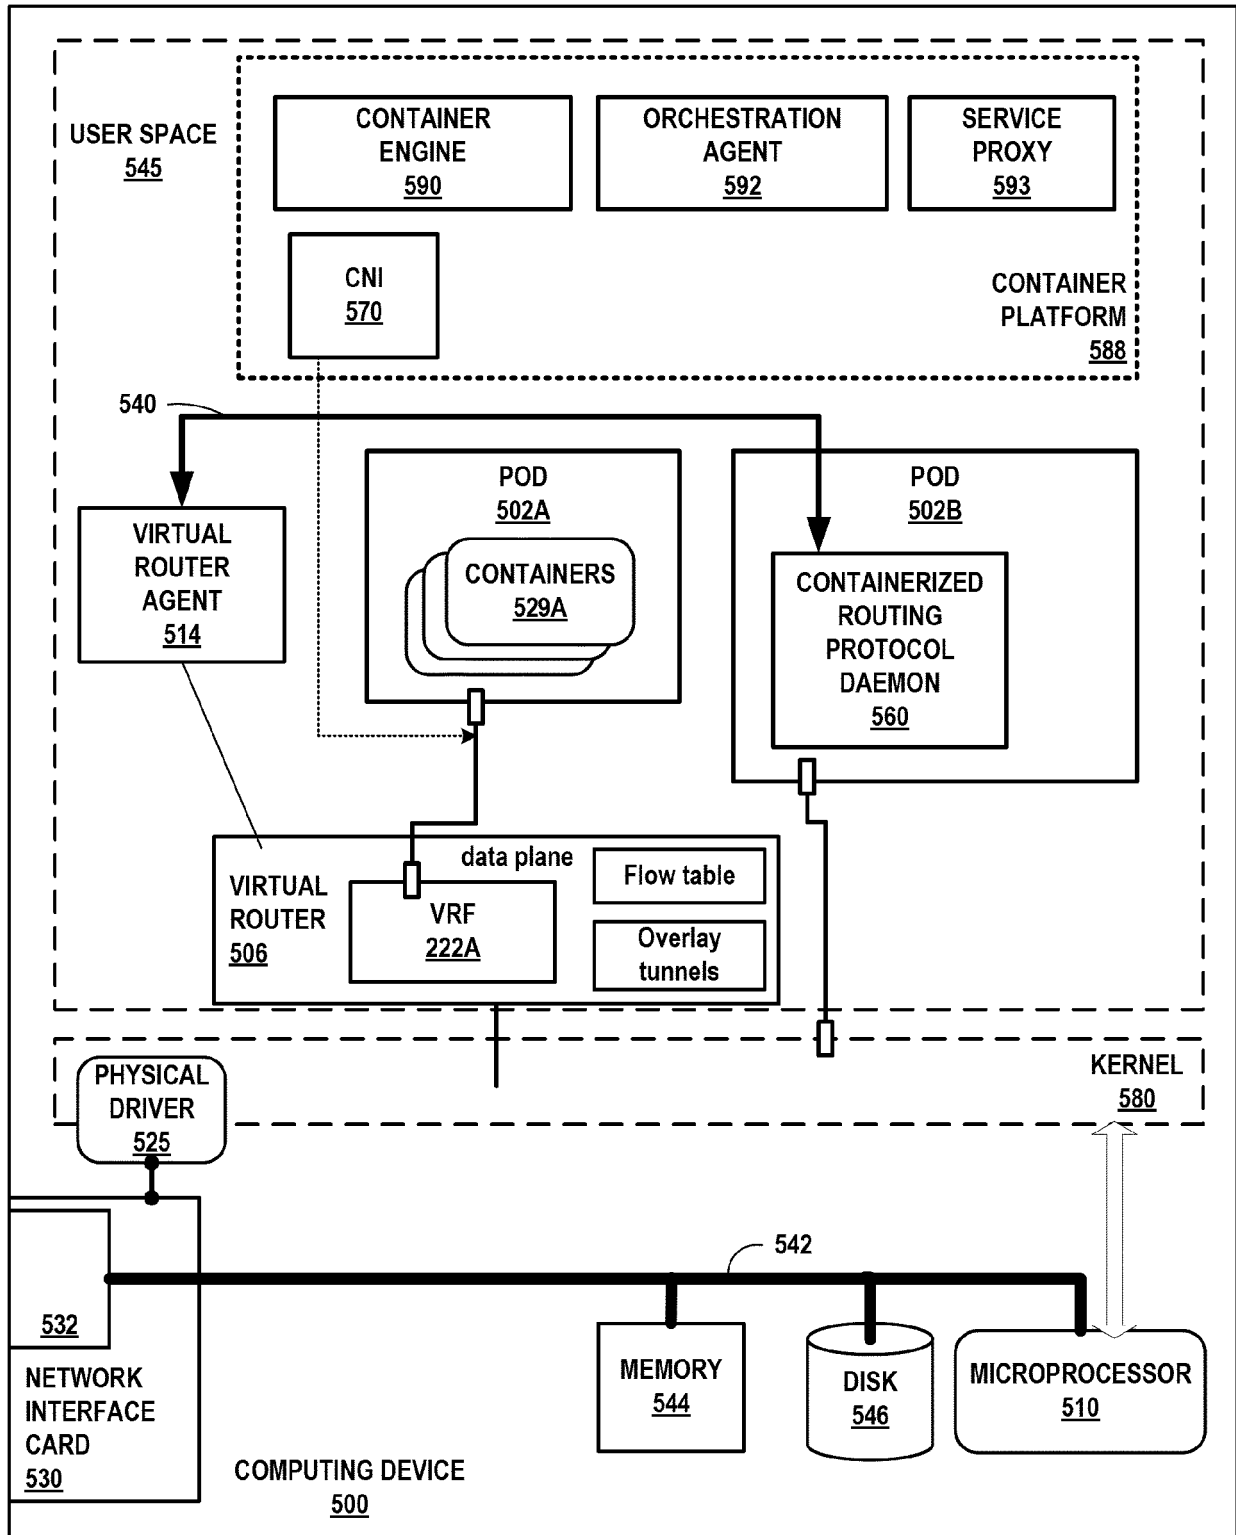 USER SPACE
545
CONTAINER
ENGINE
590
ORCHESTRATION
AGENT
592
SERVICE
PROXY
593
CNI
570
CONTAINER
PLATFORM
588
540
POD
502A
CONTAINERS
529A
POD
502B
CONTAINERIZED
ROUTING
PROTOCOL
DAEMON
560
VIRTUAL
ROUTER
AGENT
514
VIRTUAL
ROUTER
506
data plane
VRF
222A
Flow table
Overlay
tunnels
KERNEL
580
PHYSICAL
DRIVER
525
542
532
NETWORK
INTERFACE
CARD
530
MEMORY
544
DISK
546
MICROPROCESSOR
510
COMPUTING DEVICE
500